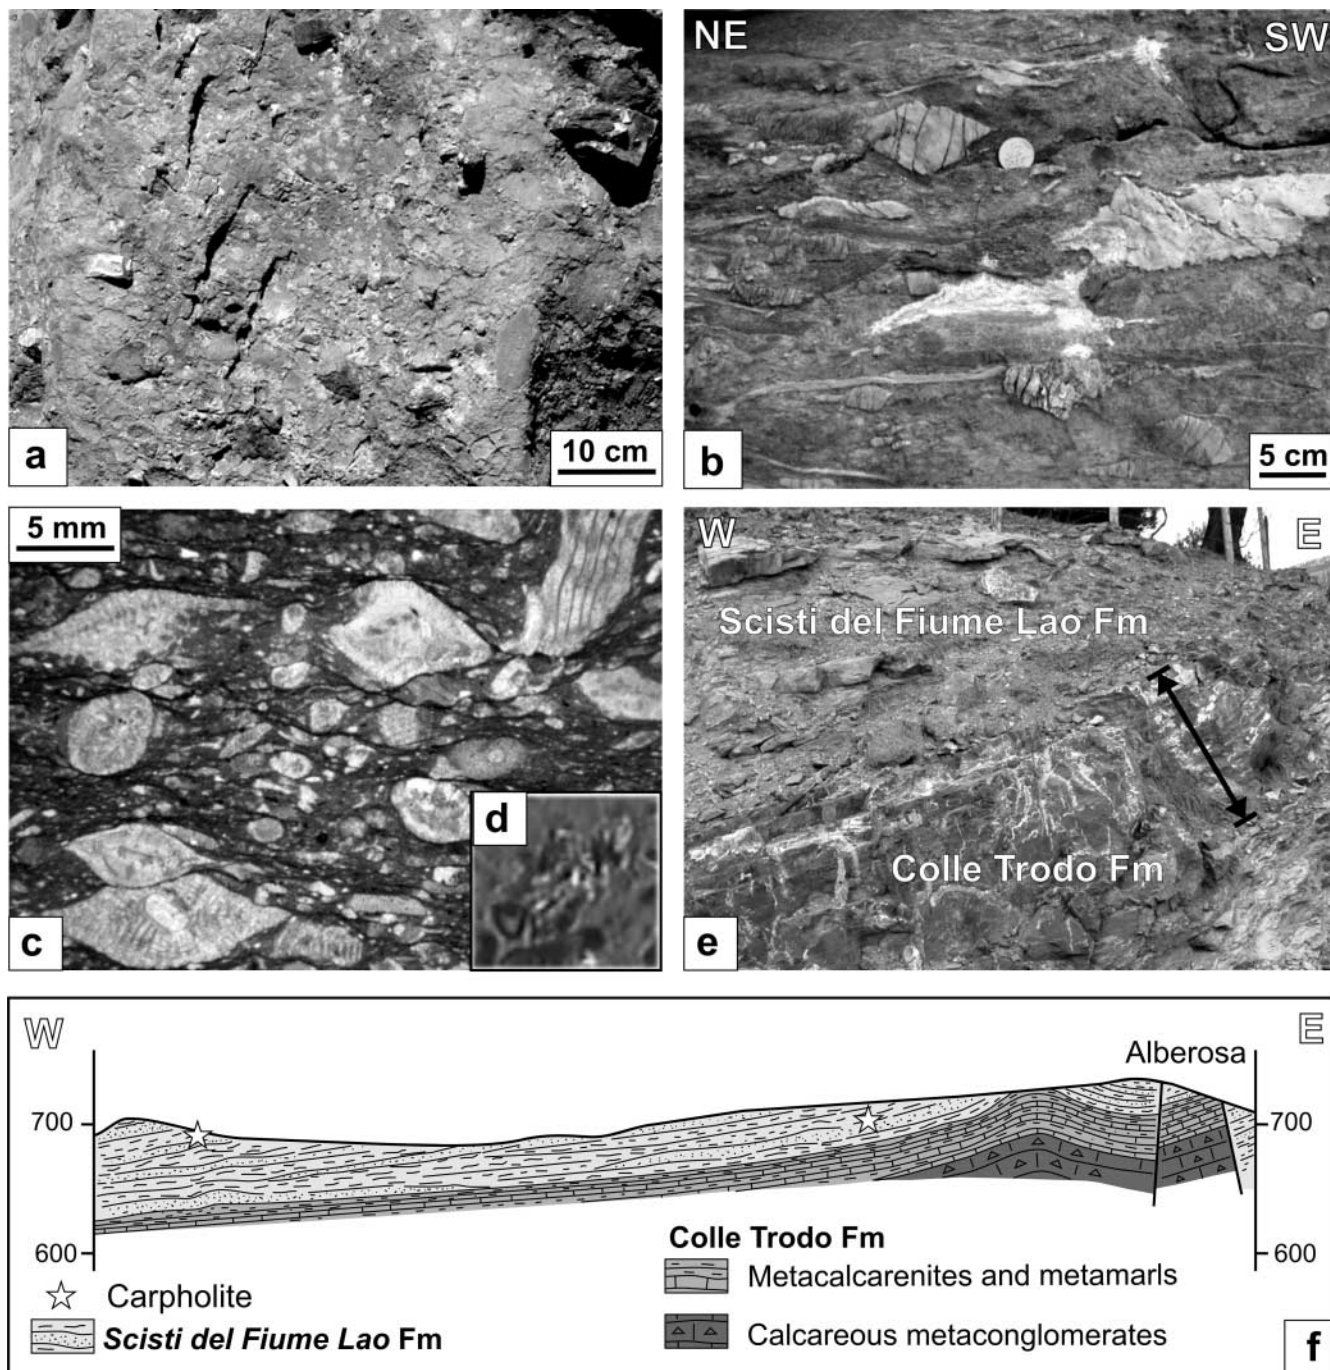 a
10 cm
NE
SW
b
5 cm
5 mm
c
d
W
E
Scisti del Fiume Lao Fm
Colle Trodo Fm
e
W
E
Alberosa
700
700
600
600
Carpholite
Scisti del Fiume Lao Fm
Colle Trodo Fm
Metacalcarenites and metamarls
Calcareous metaconglomerates
f